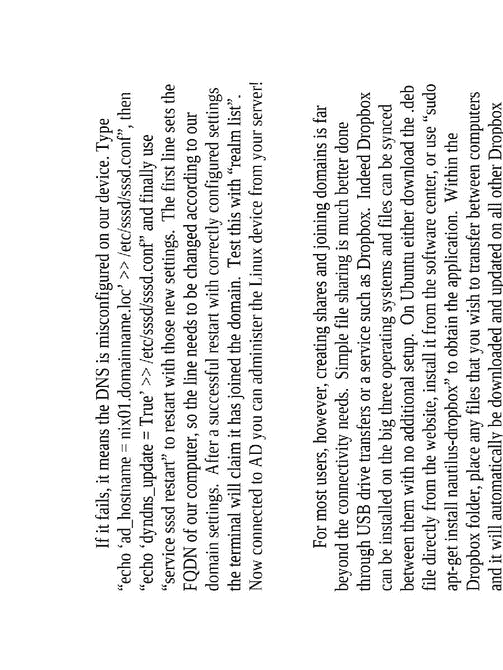 If it fails, it means the DNS is misconfigured on our device. Type
“echo ‘ad_hostname = nix01.domainname.loc’ >> /etc/sssd/sssd.conf”, then
“echo ‘dyndns_update = True’ >> /etc/sssd/sssd.conf” and finally use
“service sssd restart” to restart with those new settings. The first line sets the
FQDN of our computer, so the line needs to be changed according to our
domain settings. After a successful restart with correctly configured settings
the terminal will claim it has joined the domain. Test this with “realm list”.
Now connected to AD you can administer the Linux device from your server!
For most users, however, creating shares and joining domains is far
beyond the connectivity needs. Simple file sharing is much better done
through USB drive transfers or a service such as Dropbox. Indeed Dropbox
can be installed on the big three operating systems and files can be synced
between them with no additional setup. On Ubuntu either download the .deb
file directly from the website, install it from the software center, or use “sudo
apt-get install nautilus-dropbox” to obtain the application. Within the
Dropbox folder, place any files that you wish to transfer between computers
and it will automatically be downloaded and updated on all other Dropbox